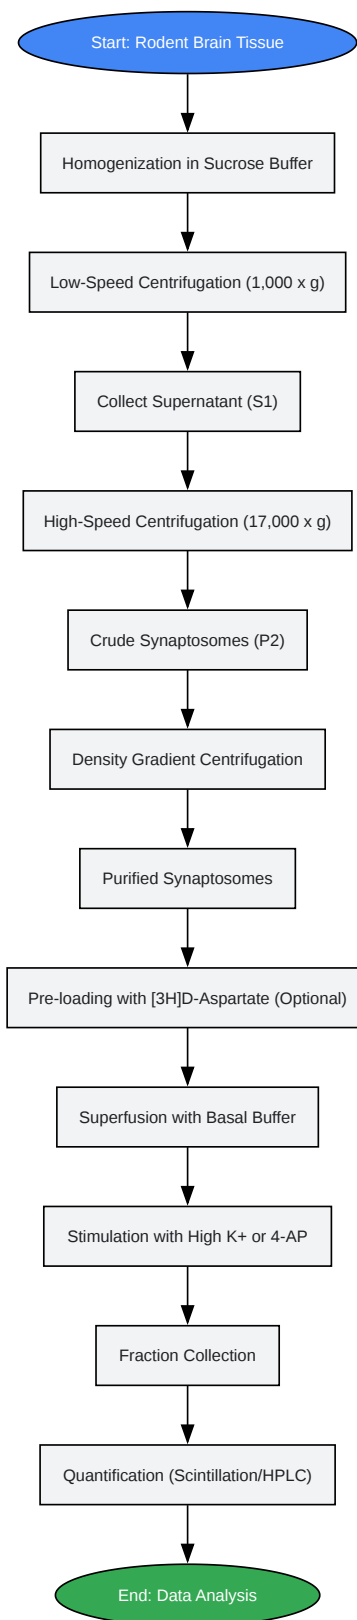 Start: Rodent Brain Tissue
Homogenization in Sucrose Buffer
Low-Speed Centrifugation (1,000 x g)
Collect Supernatant (S1)
High-Speed Centrifugation (17,000 x g)
Crude Synaptosomes (P2)
Density Gradient Centrifugation
Purified Synaptosomes
Pre-loading with [3H]D-Aspartate (Optional)
Superfusion with Basal Buffer
Stimulation with High K+ or 4-AP
Fraction Collection
Quantification (Scintillation/HPLC)
End: Data Analysis